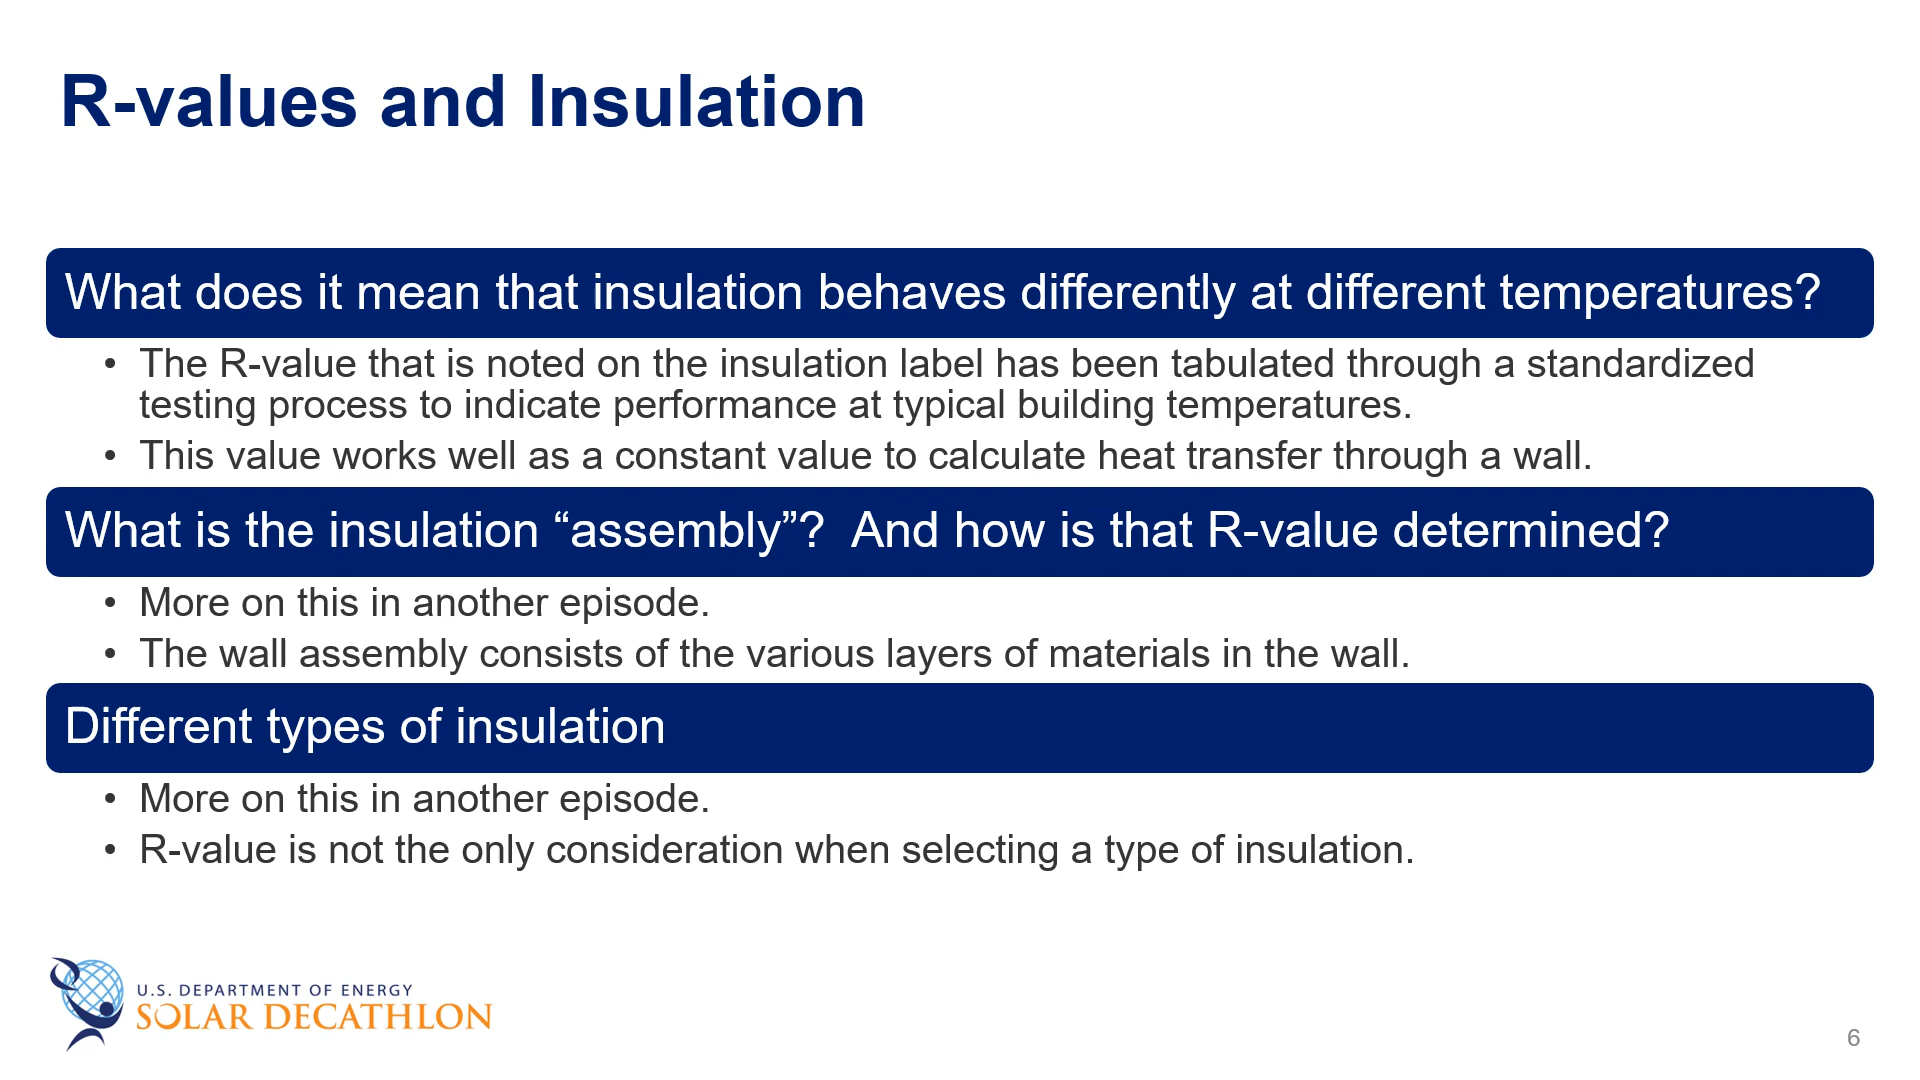 R-values and Insulation
What does it mean that insulation behaves differently at different temperatures?
• The R-value that is noted on the insulation label has been tabulated through a standardized
testing process to indicate performance at typical building temperatures.
• This value works well as a constant value to calculate heat transfer through a wall.
What is the insulation “assembly”?  And how is that R-value determined?
• More on this in another episode.
• The wall assembly consists of the various layers of materials in the wall.
Different types of insulation
• More on this in another episode.
• R-value is not the only consideration when selecting a type of insulation.
U.S. DEPARTMENT OF ENERGY
SOLAR DECATHLON
6